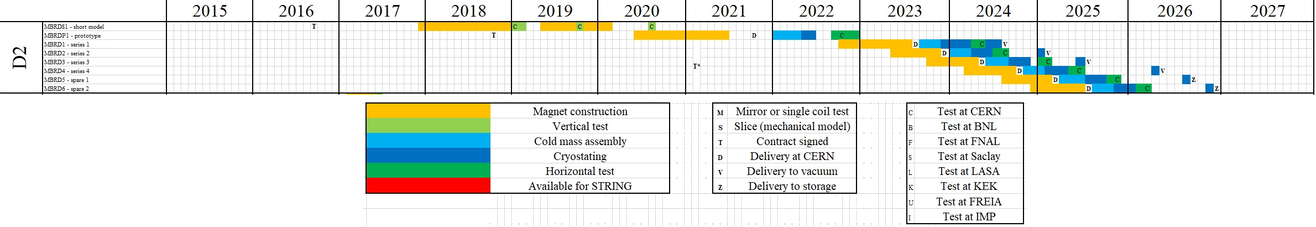 2015 2016 2017 2018 2019 2020 2021 2022 2023 2024 2025 2026 2027
D2
MBRDS1 - short model T C C C
MBRDP1 - prototype T D C
MBRD1 - series 1 D C V
MBRD2 - series 2 D C V
MBRD3 - series 3 D C V
T*
MBRD4 - series 4 D C V
MBRD5 - spare 1 D C Z
MBRD6 - spare 2 D C Z
Magnet construction
Vertical test
Cold mass assembly
Cryostating
Horizontal test
Available for STRING
M Mirror or single coil test
S Slice (mechanical model)
T Contract signed
D Delivery at CERN
V Delivery to vacuum
Z Delivery to storage
C Test at CERN
B Test at BNL
F Test at FNAL
S Test at Saclay
L Test at LASA
K Test at KEK
U Test at FREIA
I Test at IMP